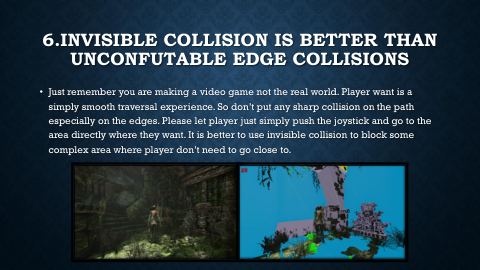 6.INVISIBLE COLLISION IS BETTER THAN
UNCONFUTABLE EDGE COLLISIONS
• Just remember you are making a video game not the real world. Player want is a
simply smooth traversal experience. So don't put any sharp collision on the path
especially on the edges. Please let player just simply push the joystick and go to the
area directly where they want. It is better to use invisible collision to block some
complex area where player don't need to go close to.